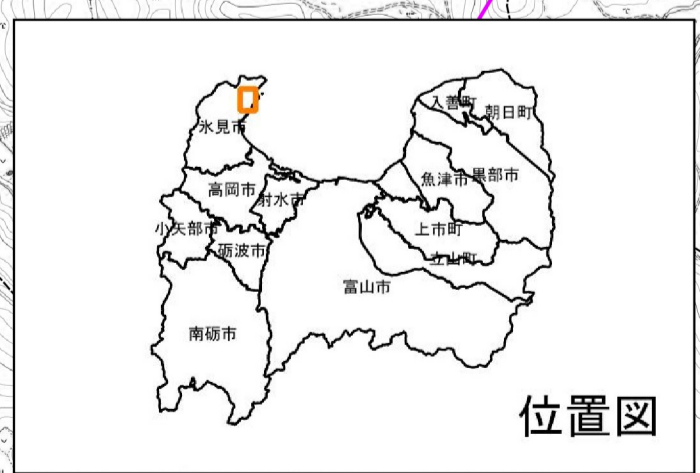 入善町
朝日町
氷見市
魚津市
黒部市
高岡市
射水市
小矢部市
上市町
砺波市
立山町
富山市
南砺市
位置図